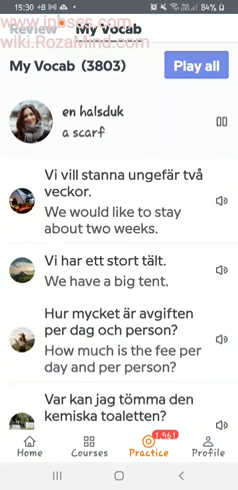 15:30
84%
www.inbses.com
Review
My Vocab
wiki.RozaMind.com
My Vocab (3803)
Play all
en halsduk
a scarf
Vi vill stanna ungefär två
veckor.
We would like to stay
about two weeks.
Vi har ett stort tält.
We have a big tent.
Hur mycket är avgiften
per dag och person?
How much is the fee per
day and per person?
Var kan jag tömma den
kemiska toaletten?
1,961
Home
Courses
Practice
Profile